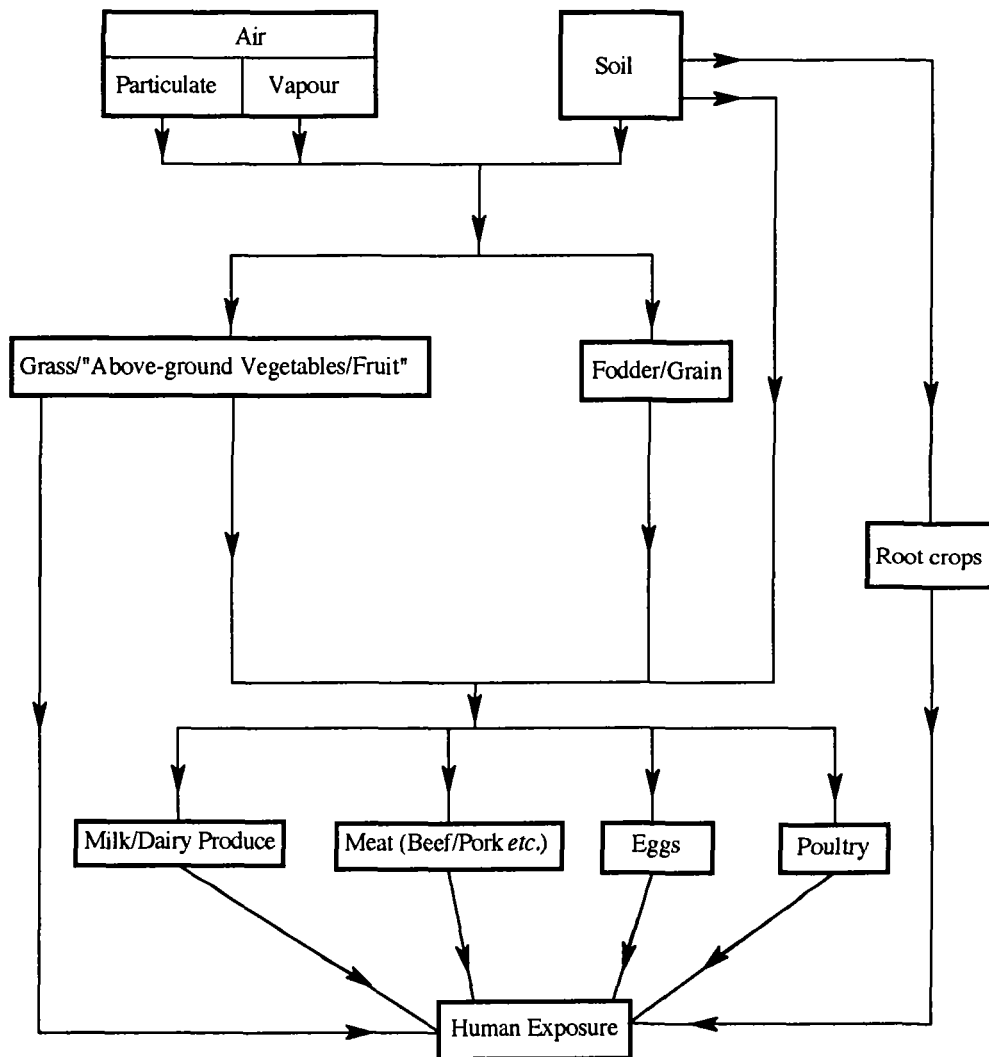 Air
Particulate
Vapour
Soil
Grass/"Above-ground Vegetables/Fruit"
Fodder/Grain
Root crops
Milk/Dairy Produce
Meat (Beef/Pork etc.)
Eggs
Poultry
Human Exposure